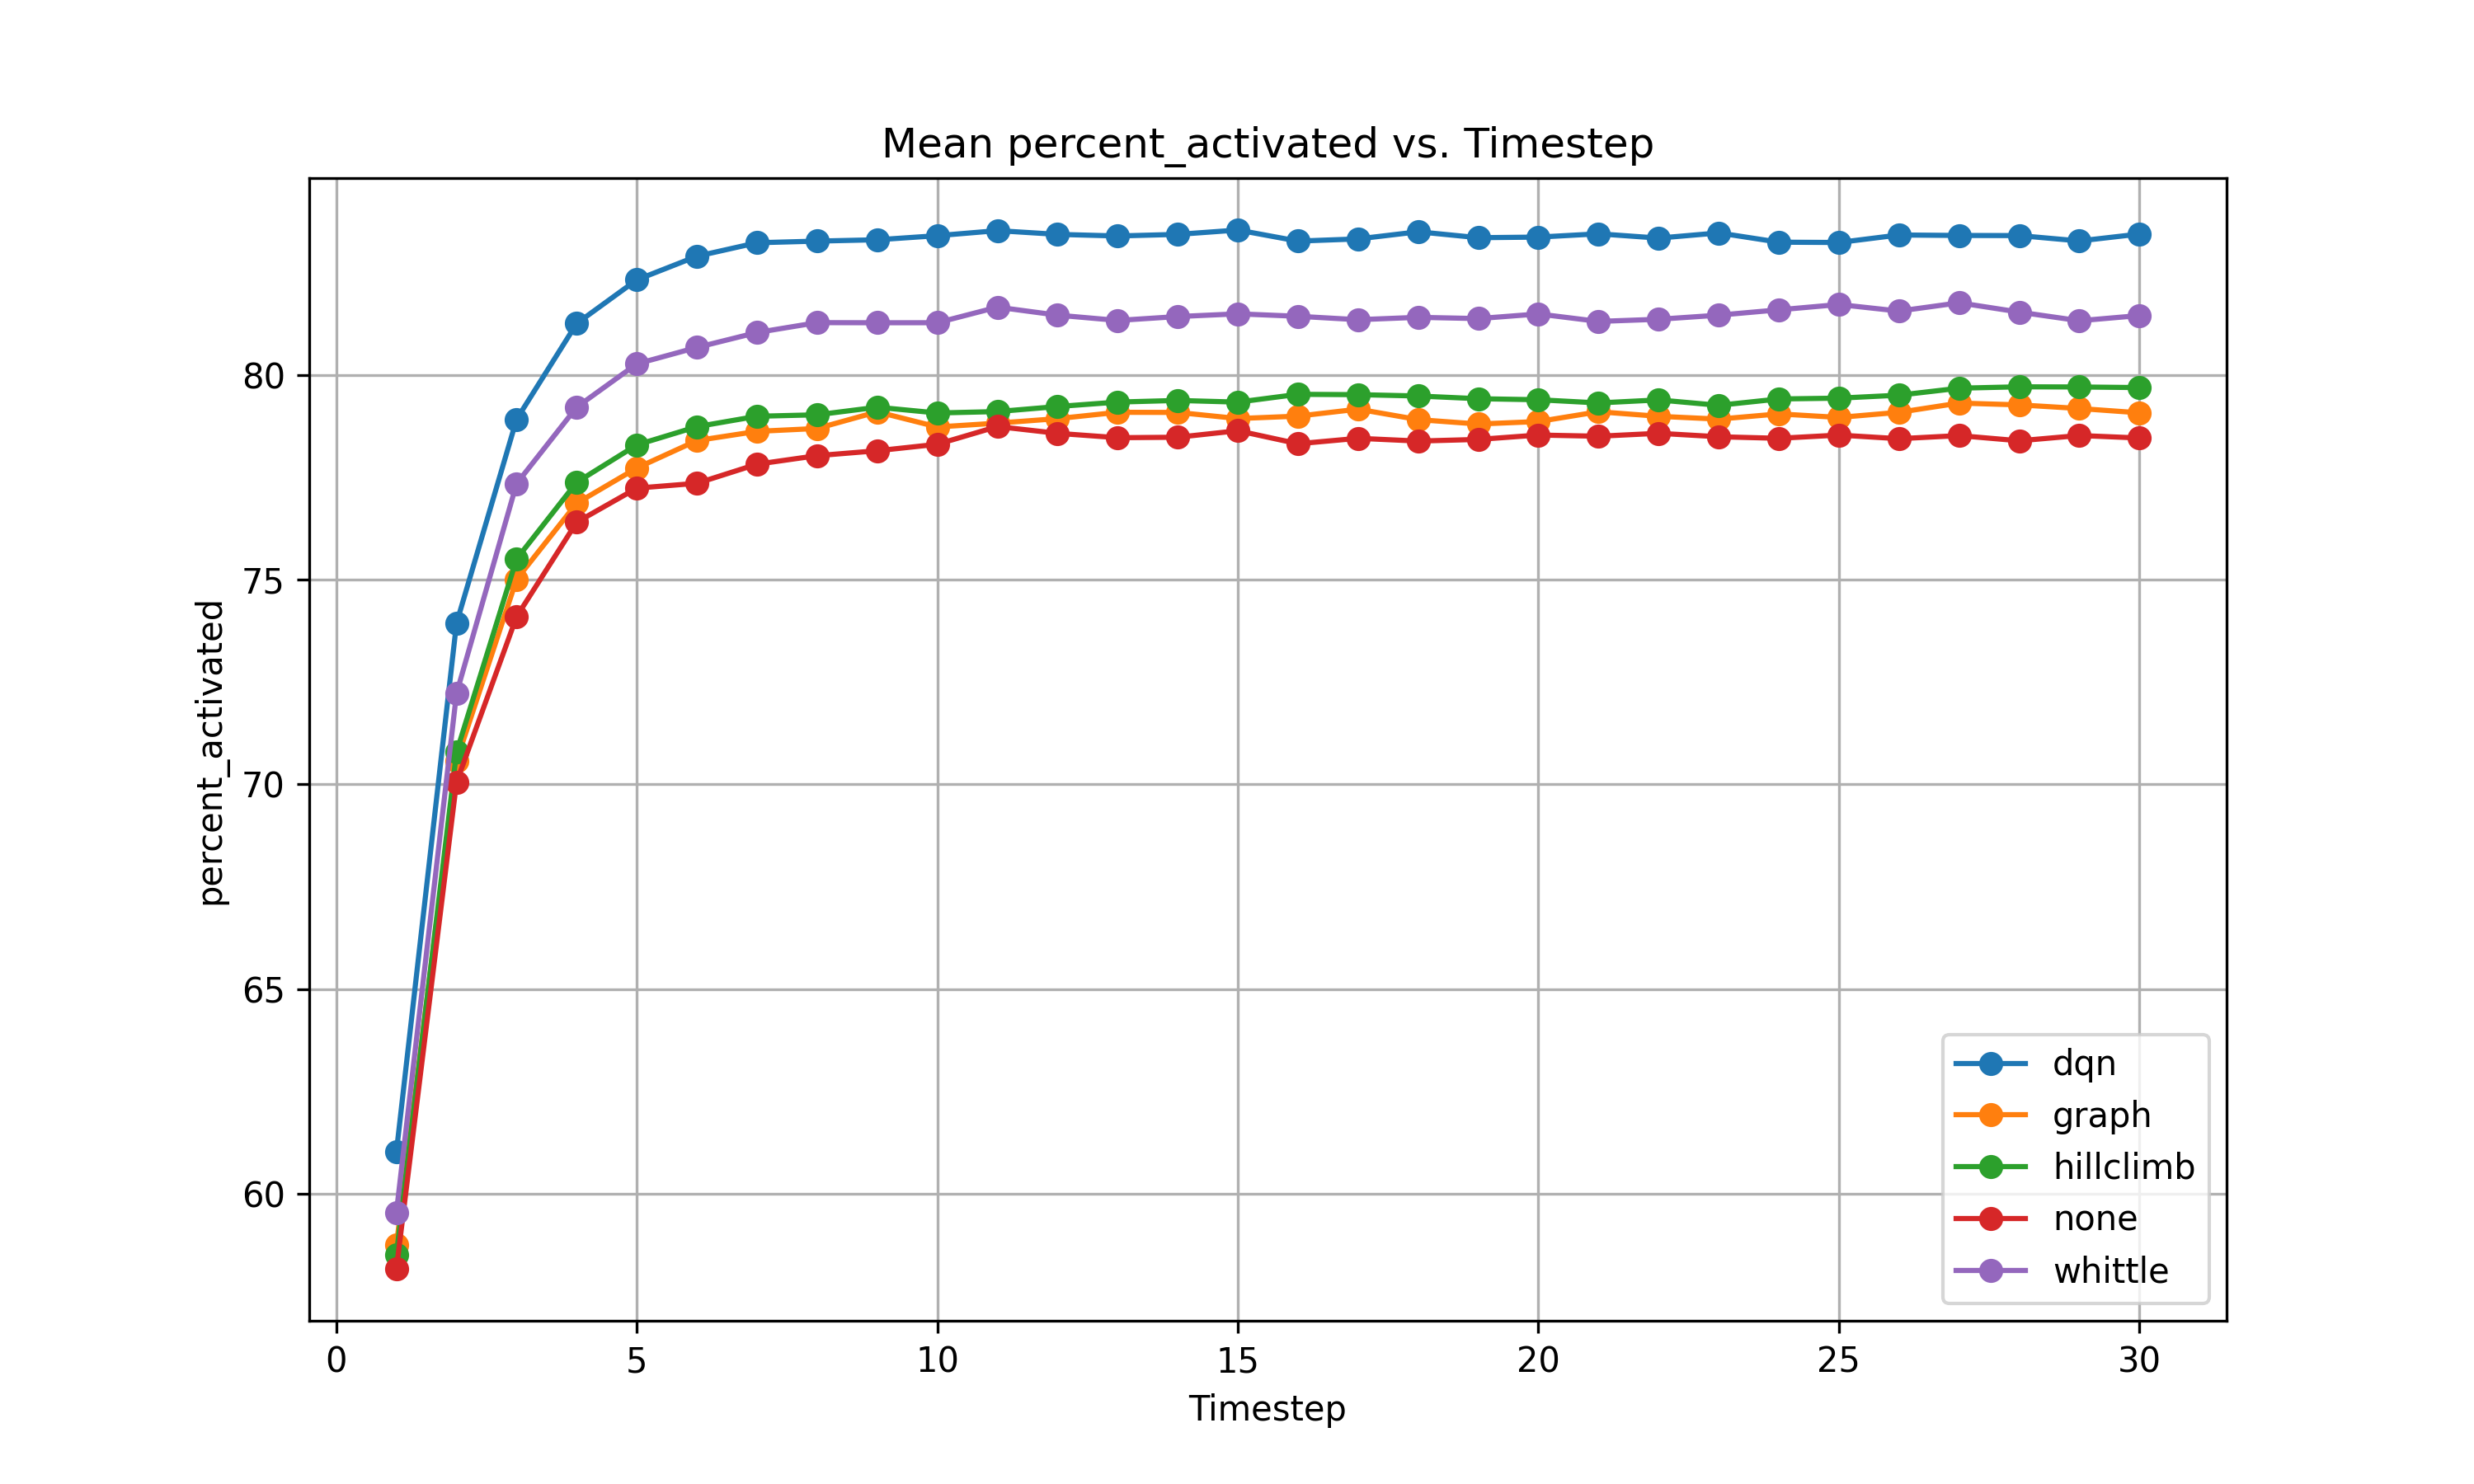 Mean percent_activated vs. Timestep
percent_activated
80
75
70
65
60
0 5 10 15 20 25 30
Timestep
dqn
graph
hillclimb
none
whittle